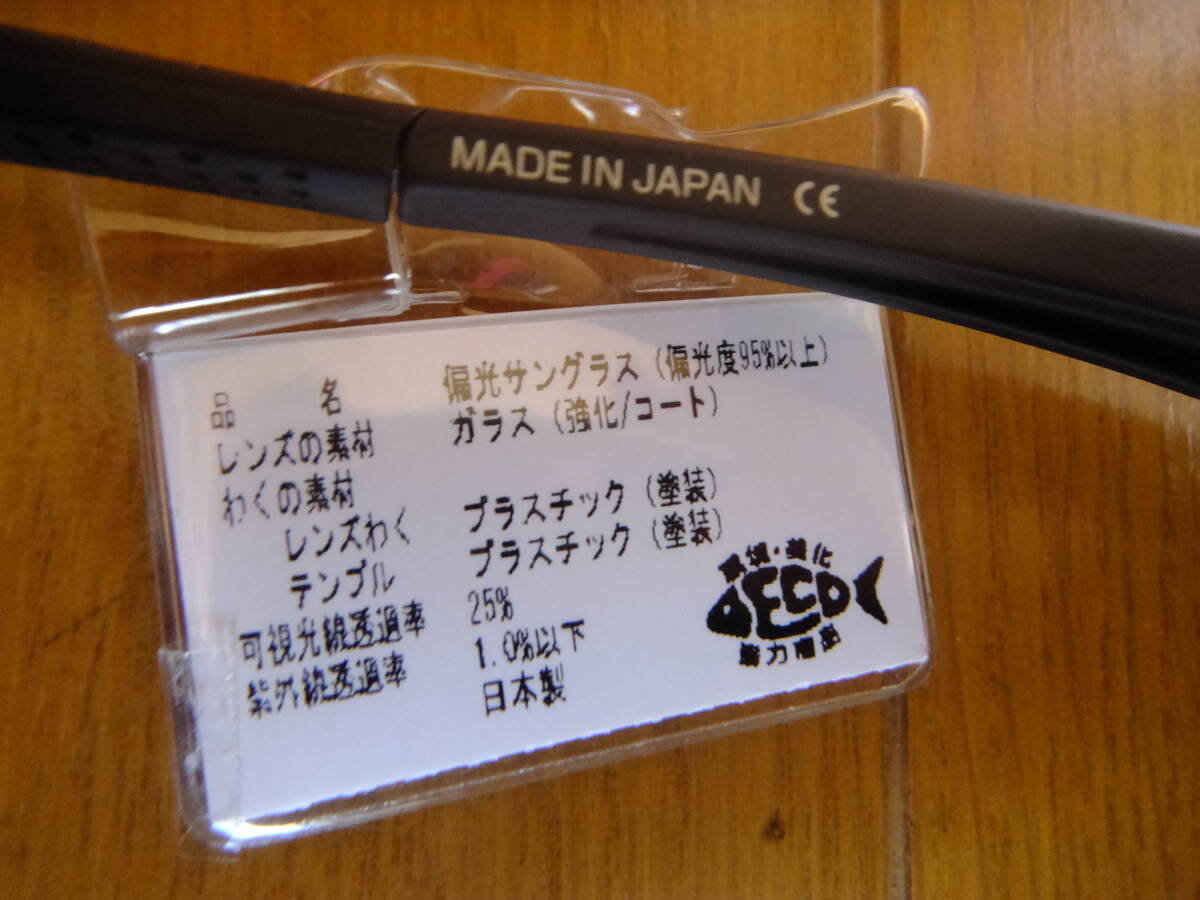 MADE IN JAPAN CE
品 名 偏光サングラス (偏光度95%以上)
レンズの素材 ガラス (強化/コート)
わくの素材
レンズわく プラスチック (塗装)
テンプル プラスチック (塗装)
可視光線透過率 25%
紫外線透過率 1.0%以下
日本製
ECO